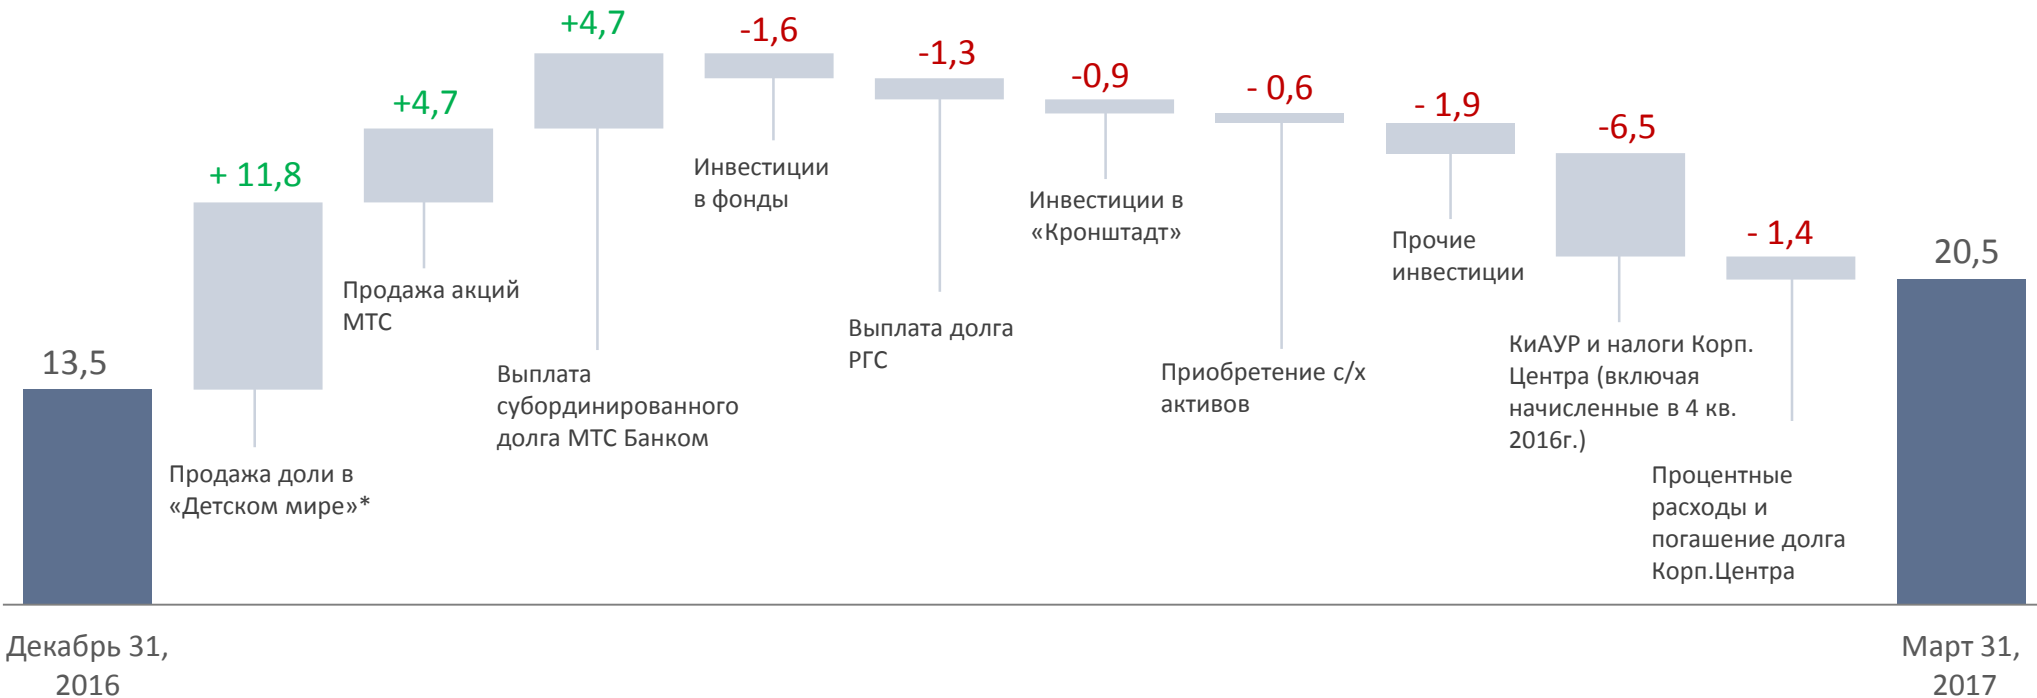 13,5
Декабрь 31,
2016
+ 11,8
Продажа доли в
«Детском мире»*
+4,7
Продажа акций
МТС
+4,7
Выплата
субординированного
долга МТС Банком
-1,6
Инвестиции
в фонды
-1,3
Выплата долга
РГС
-0,9
Инвестиции в
«Кронштадт»
- 0,6
Приобретение с/х
активов
- 1,9
Прочие
инвестиции
-6,5
КиАУР и налоги Корп.
Центра (включая
начисленные в 4 кв.
2016г.)
- 1,4
Процентные
расходы и
погашение долга
Корп.Центра
20,5
Март 31,
2017